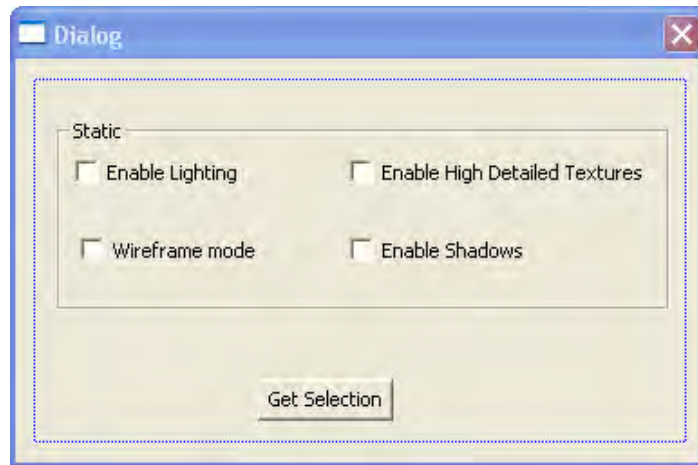 Dialog
Static
Enable Lighting
Enable High Detailed Textures
Wireframe mode
Enable Shadows
Get Selection